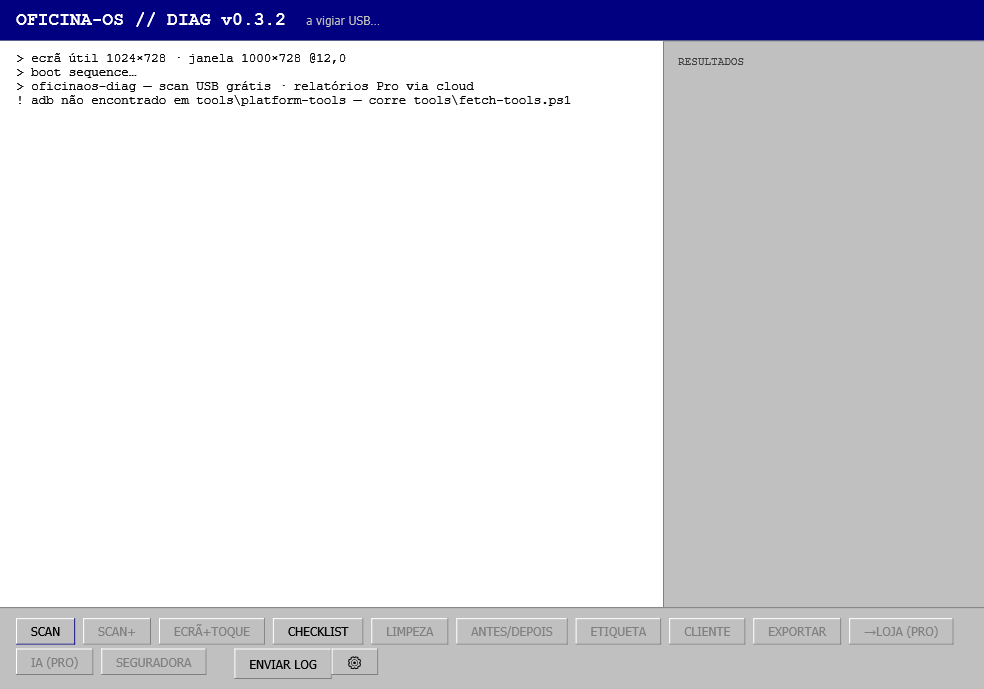 OFICINA-OS // DIAG v0.3.2 a vigiar USB…
> ecrã útil 1024×728 · janela 1000×728 @12,0
> boot sequence…
> oficinaos-diag — scan USB grátis · relatórios Pro via cloud
! adb não encontrado em tools\platform-tools — corre tools\fetch-tools.ps1
RESULTADOS
SCAN SCAN+ ECRÃ+TOQUE CHECKLIST LIMPEZA ANTES/DEPOIS ETIQUETA CLIENTE EXPORTAR →LOJA (PRO)
IA (PRO) SEGURADORA ENVIAR LOG